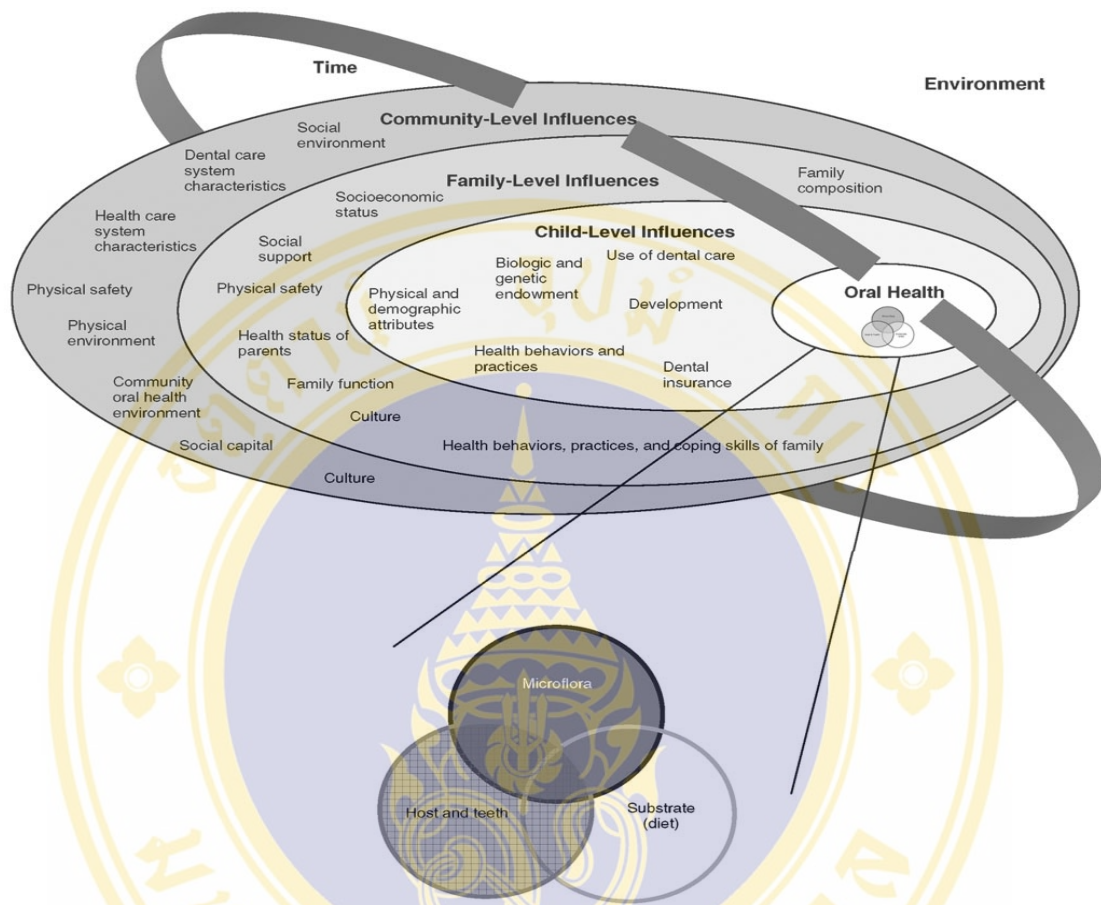 Time
Environment
Community-Level Influences
Social
environment
Dental care
system
characteristics
Family-Level Influences
Family
composition
Socioeconomic
status
Health care
system
characteristics
Child-Level Influences
Social
support
Biologic and
genetic
endowment
Use of dental care
Physical safety
Physical safety
Physical and
demographic
attributes
Development
Oral Health
Physical
environment
Health status of
parents
Health behaviors and
practices
Dental
insurance
Community
oral health
environment
Family function
Culture
Social capital
Health behaviors, practices, and coping skills of family
Culture
Microflora
Host and teeth
Substrate
(diet)